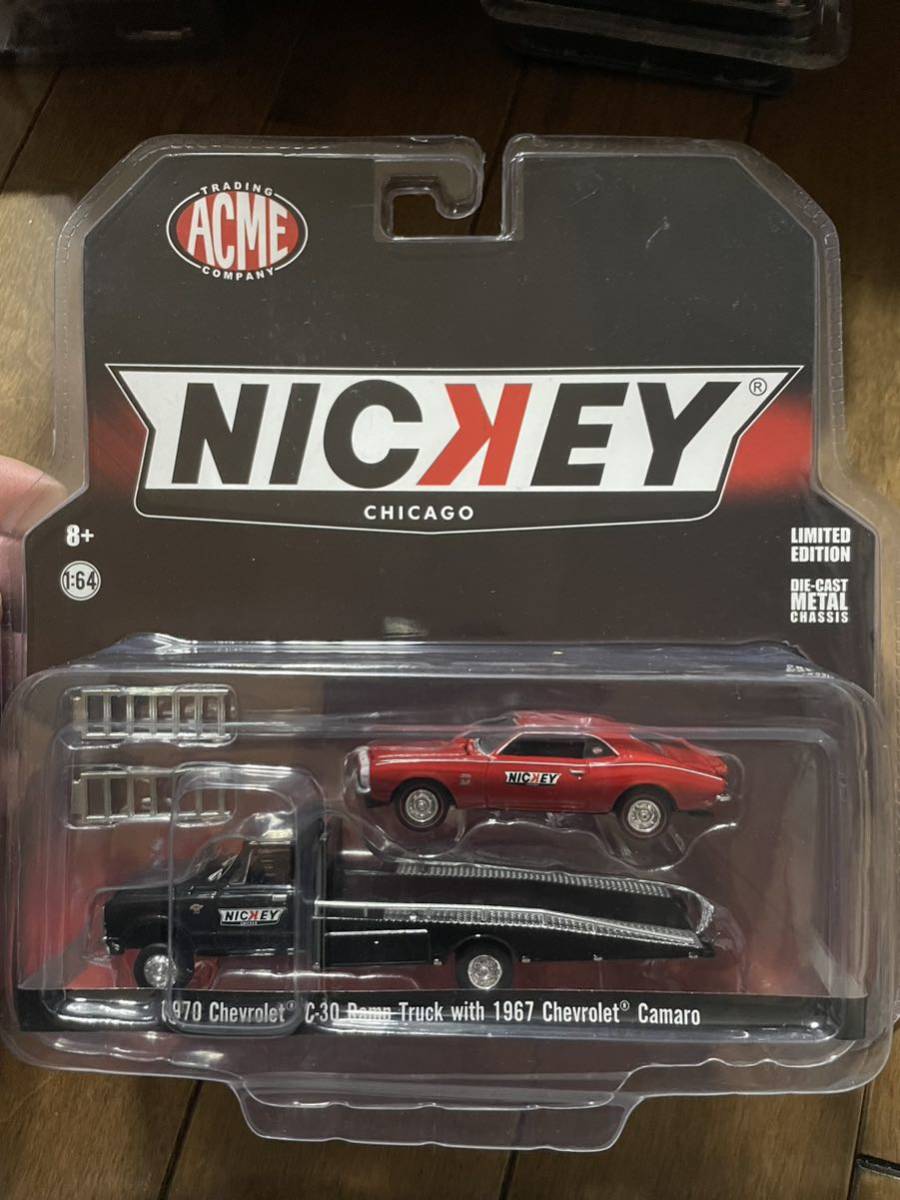 TRADING
ACME
COMPANY
NICKEY®
CHICAGO
8+
1:64
LIMITED
EDITION
DIE-CAST
METAL
CHASSIS
NICKEY
NICKEY
CHICAGO
1970 Chevrolet® C-30 Ramp Truck with 1967 Chevrolet® Camaro